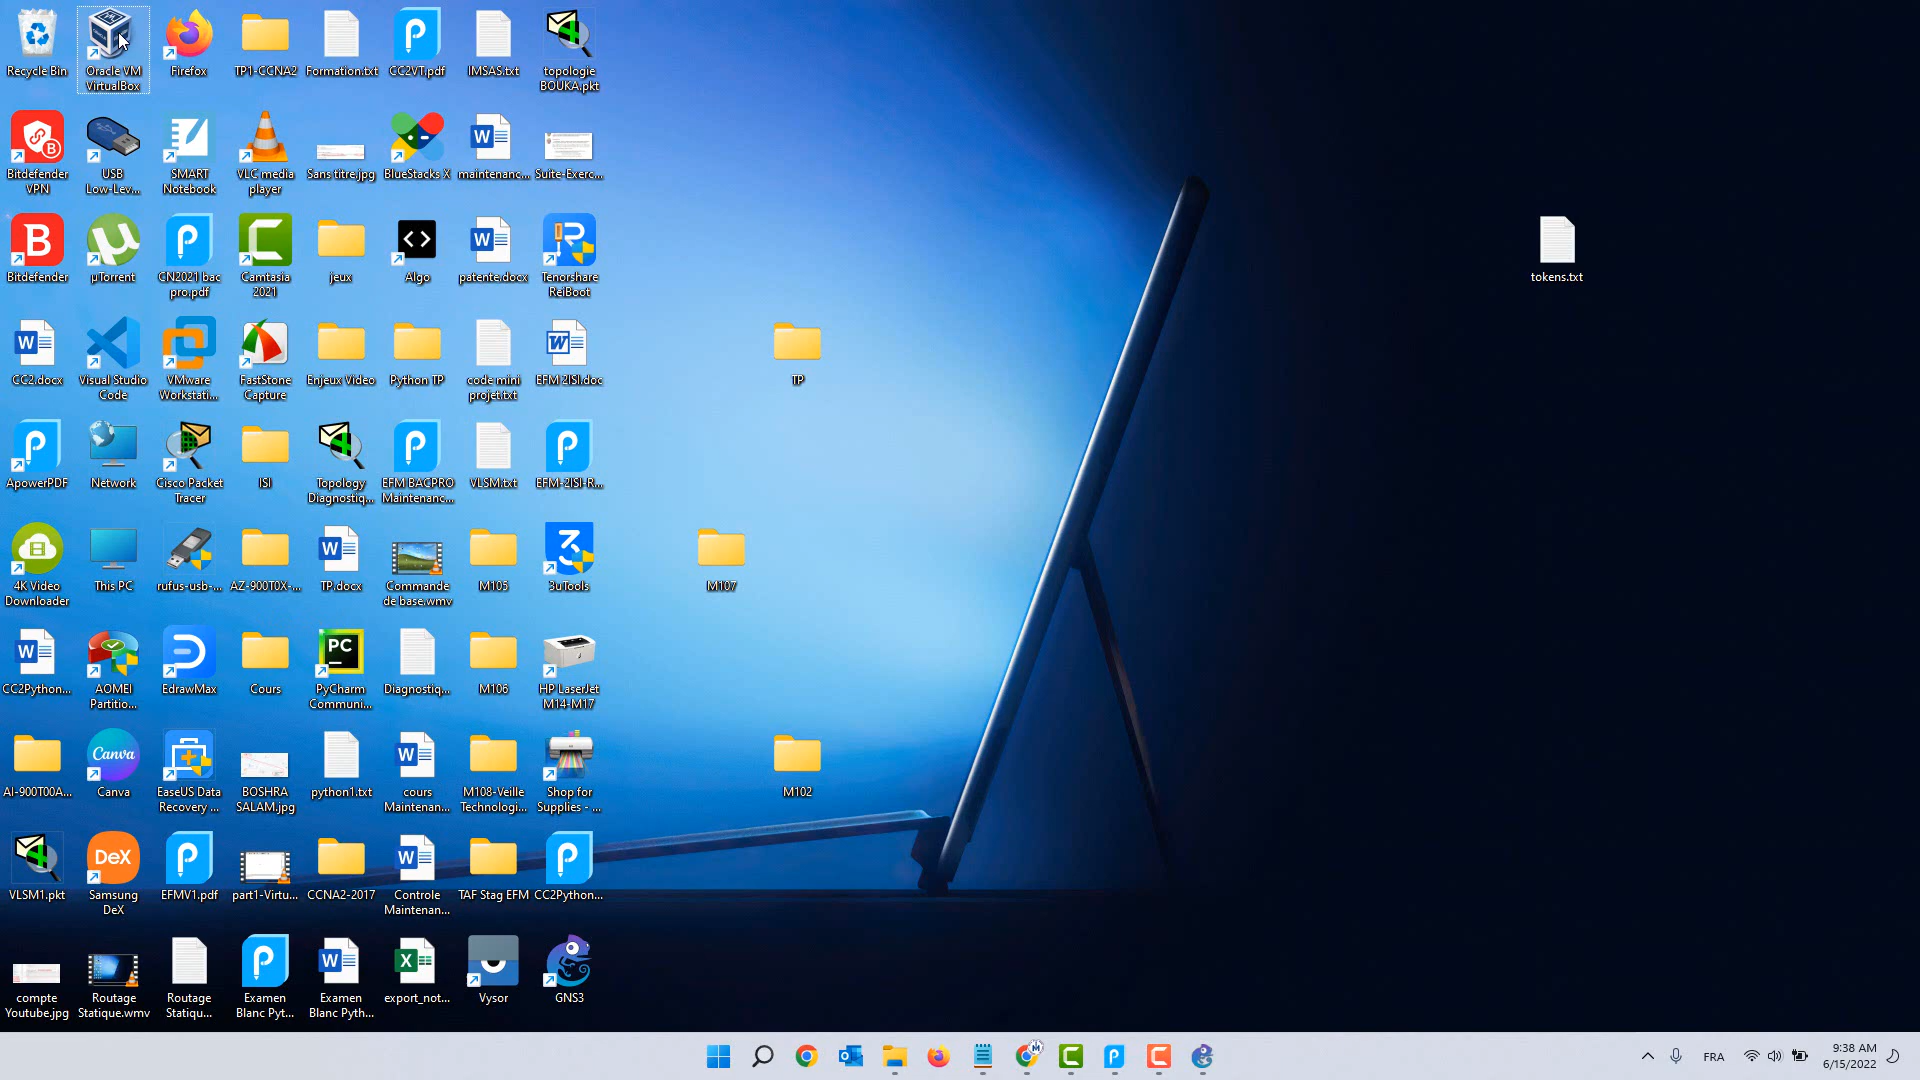 Recycle Bin
Oracle VM
VirtualBox
Firefox
TP1-CCNA2
Formation.txt
CC2VT.pdf
IMSAS.txt
topologie
BOUKA.pkt
Bitdefender
VPN
USB
Low-Lev...
SMART
Notebook
VLC media
player
Sans titre.jpg
BlueStacks X
maintenanc...
Suite-Exerc...
Bitdefender
µTorrent
CN2021 bac
pro.pdf
Camtasia
2021
jeux
Algo
patente.docx
Tenorshare
ReiBoot
tokens.txt
CC2.docx
Visual Studio
Code
VMware
Workstati...
FastStone
Capture
Enjeux Video
Python TP
code mini
projet.txt
EFM 2ISI.doc
TP
ApowerPDF
Network
Cisco Packet
Tracer
ISI
Topology
Diagnostiq...
EFM BACPRO
Maintenanc...
VLSM.txt
EFM-2ISI-R...
4K Video
Downloader
This PC
rufus-usb-...
AZ-900T0X-...
TP.docx
Commande
de base.wmv
M105
3uTools
M107
CC2Python...
AOMEI
Partitio...
EdrawMax
Cours
PyCharm
Communi...
Diagnostiq...
M106
HP LaserJet
M14-M17
AI-900T00A...
Canva
EaseUS Data
Recovery ...
BOSHRA
SALAM.jpg
python1.txt
cours
Maintenan...
M108-Veille
Technologi...
Shop for
Supplies - ...
M102
VLSM1.pkt
Samsung
DeX
EFMV1.pdf
part1-Virtu...
CCNA2-2017
Controle
Maintenan...
TAF Stag EFM
CC2Python...
compte
Youtube.jpg
Routage
Statique.wmv
Routage
Statiqu...
Examen
Blanc Pyt...
Examen
Blanc Pyth...
export_not...
Vysor
GNS3
FRA
9:38 AM
6/15/2022